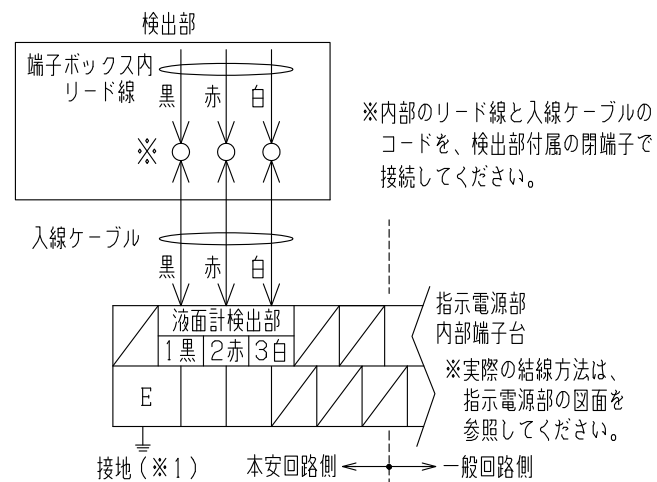 検出部
端子ボックス内
リード線
黒 赤 白
※
※内部のリード線と入線ケーブルの
コードを、検出部付属の閉端子で
接続してください。
入線ケーブル
黒 赤 白
液面計検出部
1黒 2赤 3白
指示電源部
内部端子台
※実際の結線方法は、
指示電源部の図面を
参照してください。
E
接地(※1)
本安回路側
一般回路側